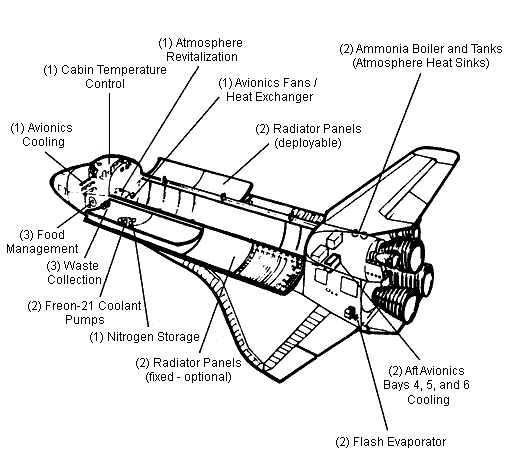 (1) Atmosphere
Revitalization
(2) Ammonia Boiler and Tanks
(Atmosphere Heat Sinks)
(1) Cabin Temperature
Control
(1) Avionics Fans /
Heat Exchanger
(1) Avionics
Cooling
(2) Radiator Panels
(deployable)
(3) Food
Management
(3) Waste
Collection
(2) Freon-21 Coolant
Pumps
(1) Nitrogen Storage
(2) Radiator Panels
(fixed - optional)
(2) Aft Avionics
Bays 4, 5, and 6
Cooling
(2) Flash Evaporator